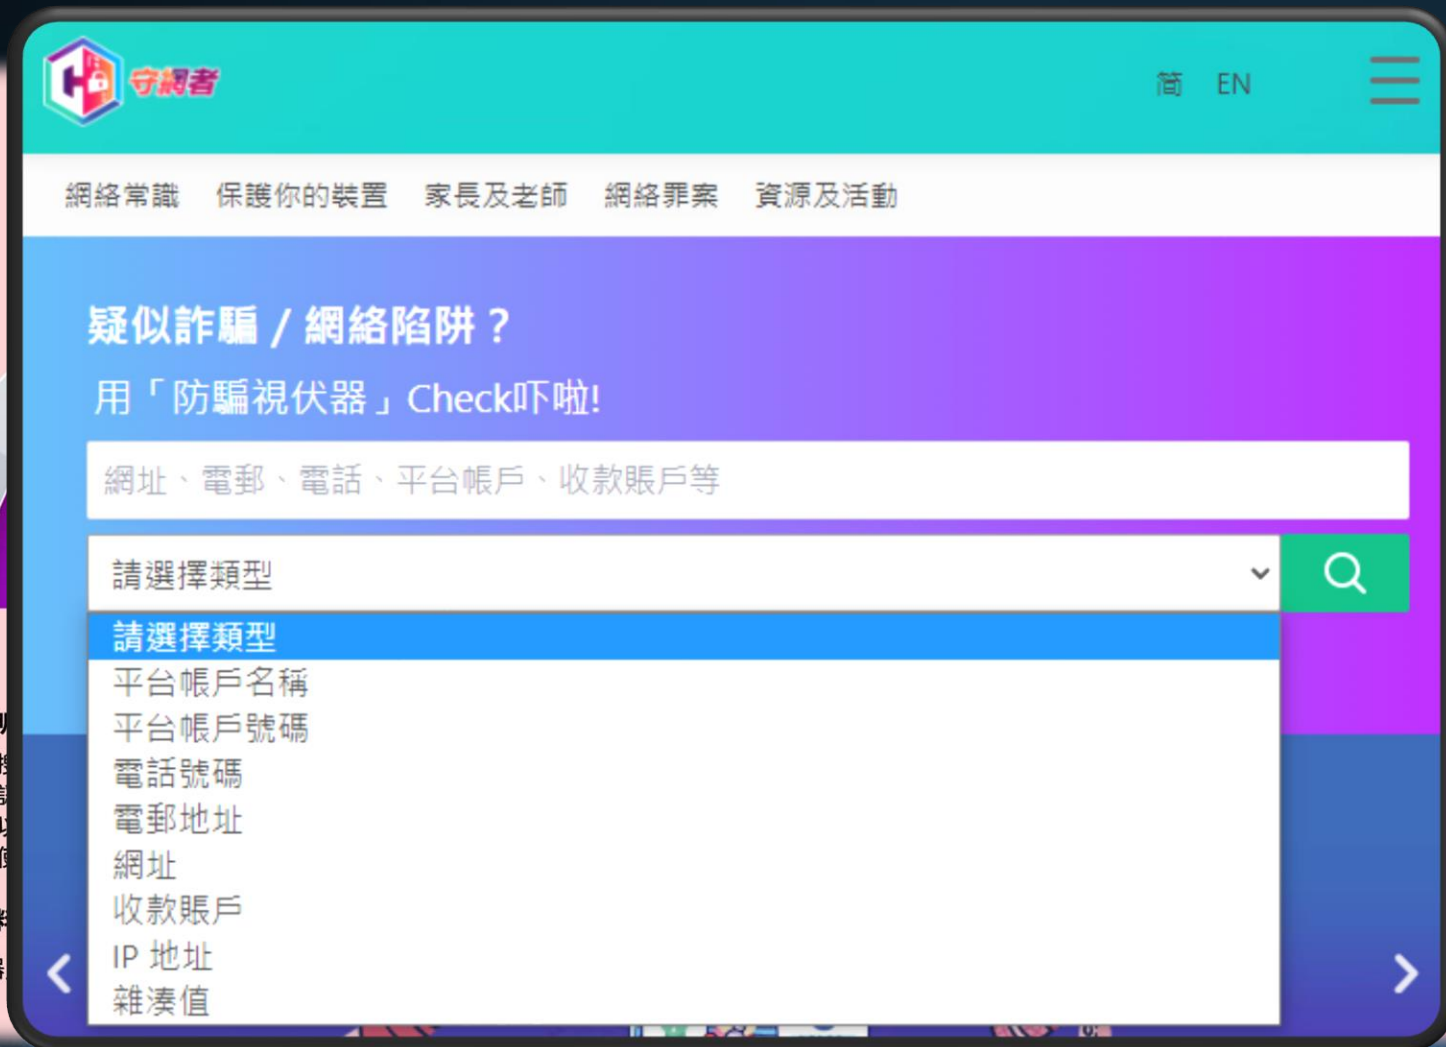 守網者
简 EN
網絡常識 保護你的裝置 家長及老師 網絡罪案 資源及活動
疑似詐騙 / 網絡陷阱？
用「防騙視伏器」Check吓啦!
網址、電郵、電話、平台帳戶、收款賬戶等
請選擇類型
請選擇類型
平台帳戶名稱
平台帳戶號碼
電話號碼
電郵地址
網址
收款賬戶
IP 地址
雜湊值